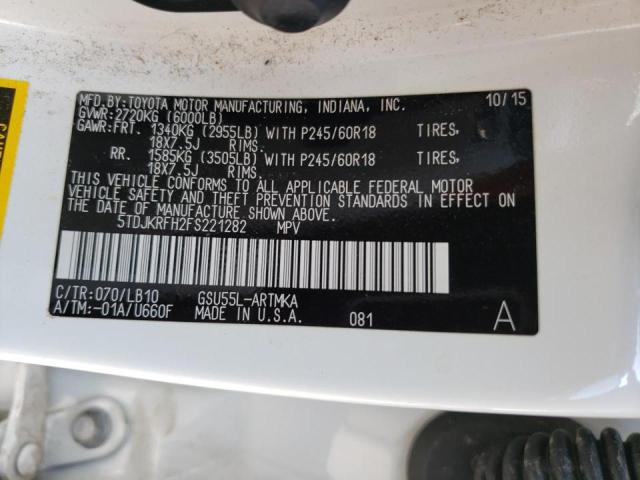 MFD.BY:TOYOTA MOTOR MANUFACTURING, INDIANA, INC. 10/15
GVWR:2720KG (6000LB)
GAWR:FRT. 1340KG (2955LB) WITH P245/60R18 TIRES,
18X7.5J RIMS.
RR. 1585KG (3505LB) WITH P245/60R18 TIRES,
18X7.5J RIMS.
THIS VEHICLE CONFORMS TO ALL APPLICABLE FEDERAL MOTOR
VEHICLE SAFETY AND THEFT PREVENTION STANDARDS IN EFFECT ON
THE DATE OF MANUFACTURE SHOWN ABOVE.
5TDJKRFH2FS221282 MPV
C/TR:070/LB10 GSU55L-ARTMKA
A/TM:-01A/U660F MADE IN U.S.A. 081 A